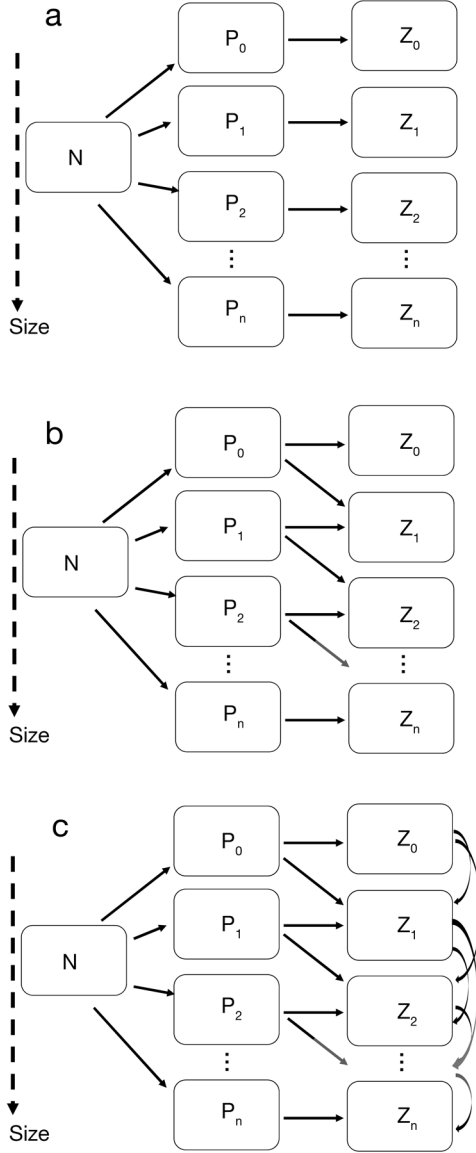 a
P₀ Z₀
P₁ Z₁
N
P₂ Z₂
⋮ ⋮
Pₙ Zₙ
Size
b
P₀ Z₀
P₁ Z₁
N
P₂ Z₂
⋮ ⋮
Pₙ Zₙ
Size
c
P₀ Z₀
P₁ Z₁
N
P₂ Z₂
⋮ ⋮
Pₙ Zₙ
Size